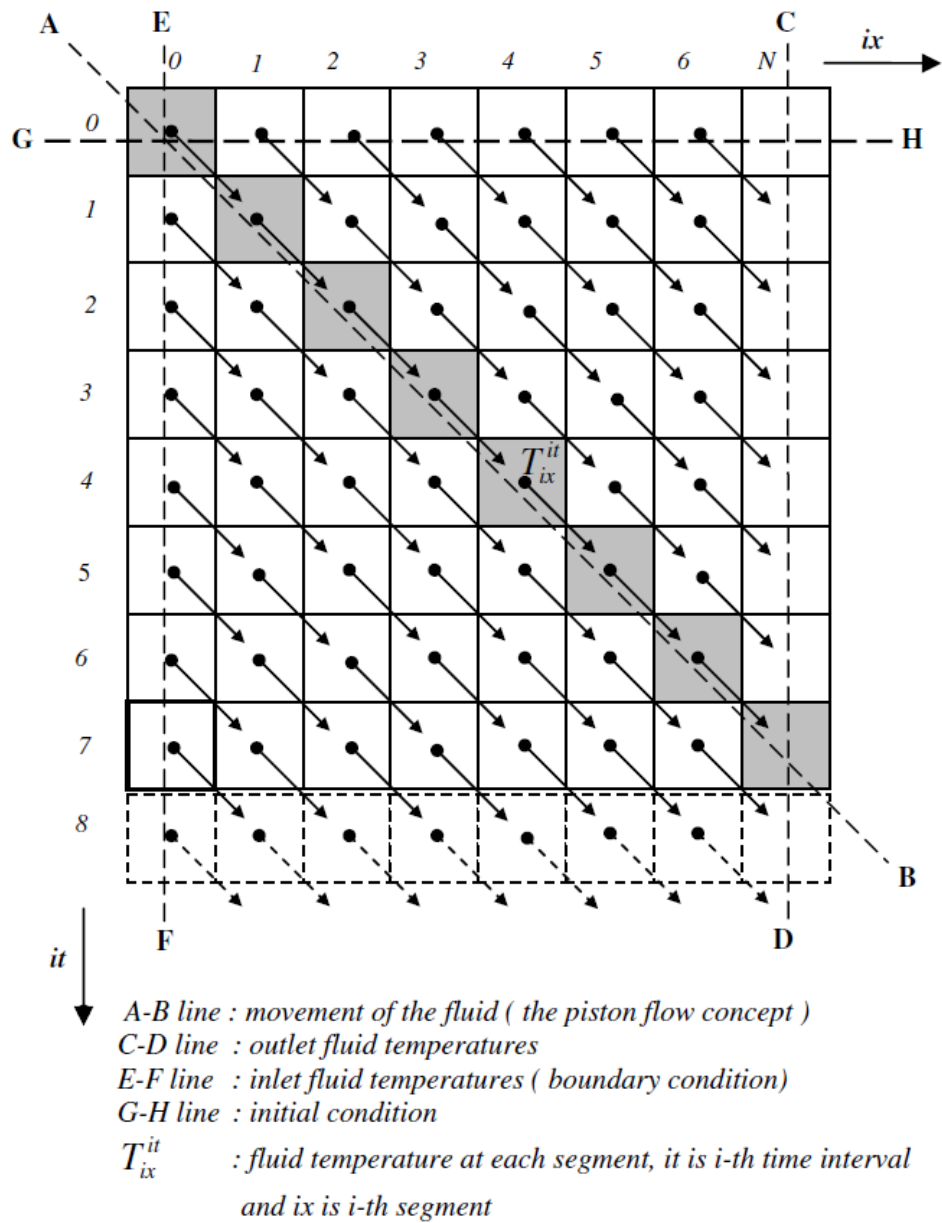 A E C
ix
0 1 2 3 4 5 6 N
0
G H
1
2
3
4 T_{ix}^{it}
5
6
7
8
B
F D
it
A-B line : movement of the fluid ( the piston flow concept )
C-D line : outlet fluid temperatures
E-F line : inlet fluid temperatures ( boundary condition)
G-H line : initial condition
T_{ix}^{it} : fluid temperature at each segment, it is i-th time interval
and ix is i-th segment